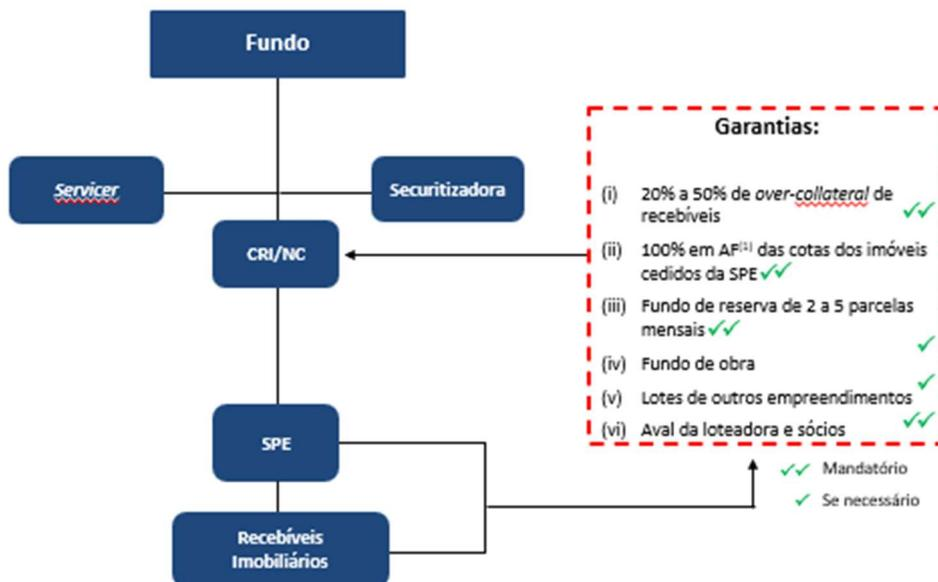 Fundo
Servicer
Securitizadora
CRI/NC
SPE
Recebíveis
Imobiliários
Garantias:
(i) 20% a 50% de over-collateral de
recebíveis ✓✓
(ii) 100% em AF(1) das cotas dos imóveis
cedidos da SPE ✓✓
(iii) Fundo de reserva de 2 a 5 parcelas
mensais ✓✓
(iv) Fundo de obra ✓
(v) Lotes de outros empreendimentos ✓
(vi) Aval da loteadora e sócios ✓✓
✓✓ Mandatório
✓ Se necessário